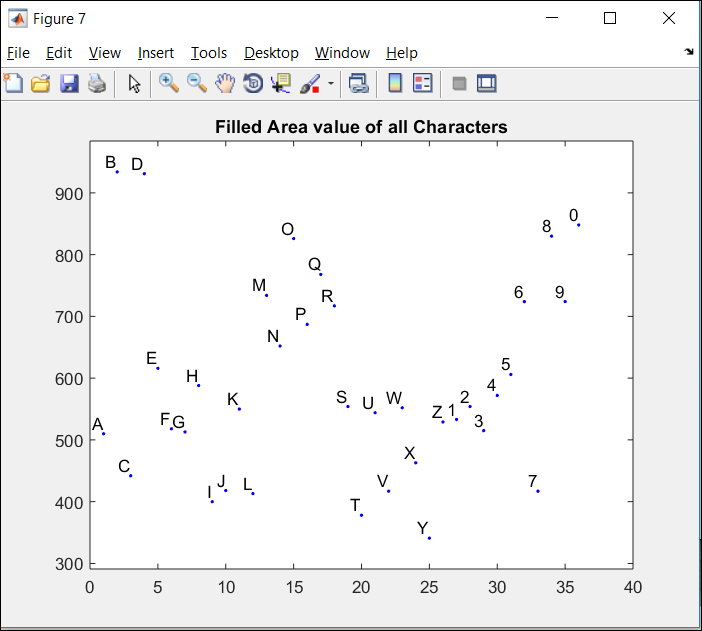 Figure 7
File Edit View Insert Tools Desktop Window Help
Filled Area value of all Characters
900
800
700
600
500
400
300
B D
0
8
O
Q
M
R
6 9
P
N
E
5
H
4
K
S U W 2
Z 1
A
F G
3
C
X
J L
V
7
I
T
Y
0 5 10 15 20 25 30 35 40